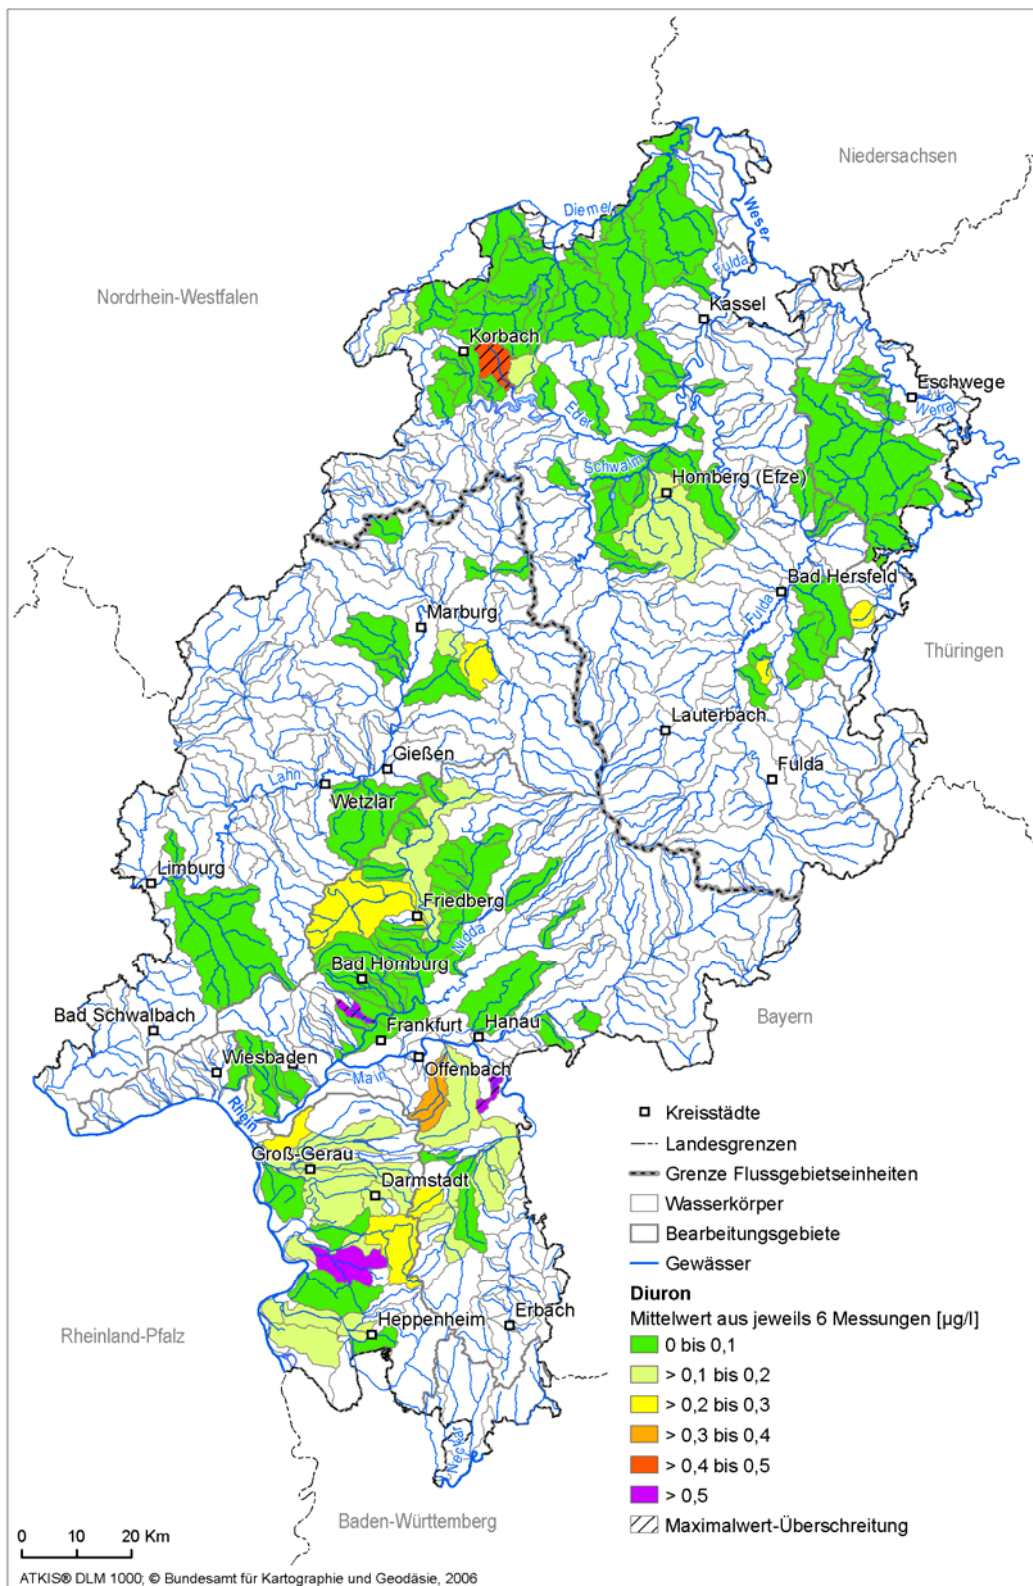 Niedersachsen
Diemel
Weser
Fulda
Nordrhein-Westfalen
Kassel
Korbach
Eschwege
Werra
Eder
Schwalm
Homberg (Efze)
Bad Hersfeld
Fulda
Marburg
Thüringen
Lauterbach
Gießen
Fulda
Lahn
Wetzlar
Limburg
Friedberg
Nidda
Bad Homburg
Bad Schwalbach
Bayern
Frankfurt
Hanau
Wiesbaden
Offenbach
Main
Rhein
Groß-Gerau
Darmstadt
Heppenheim
Erbach
Rheinland-Pfalz
Neckar
Baden-Württemberg
Kreisstädte
Landesgrenzen
Grenze Flussgebietseinheiten
Wasserkörper
Bearbeitungsgebiete
Gewässer
Diuron
Mittelwert aus jeweils 6 Messungen [µg/l]
0 bis 0,1
> 0,1 bis 0,2
> 0,2 bis 0,3
> 0,3 bis 0,4
> 0,4 bis 0,5
> 0,5
Maximalwert-Überschreitung
0 10 20 Km
ATKIS® DLM 1000; © Bundesamt für Kartographie und Geodäsie, 2006